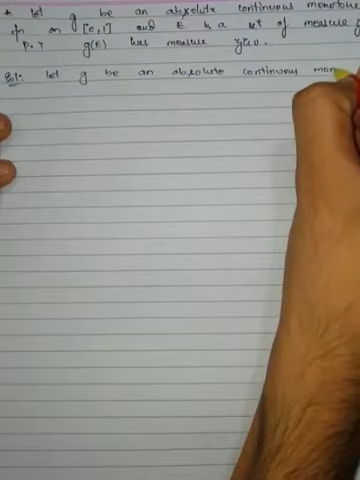 * Let g be an absolute continuous monotone
fn on [0,1] and E is a set of measure
P.T g(E) has measure zero.
Sol: let g be an absolute continuous mon